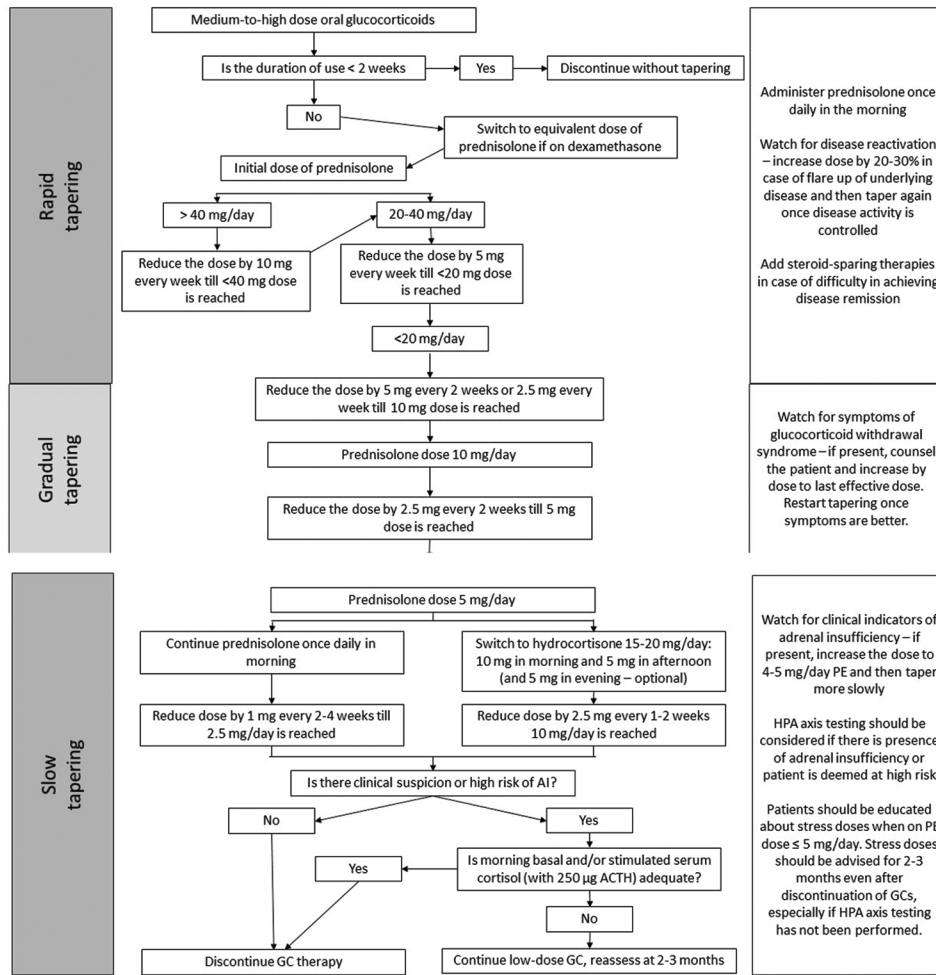 Medium-to-high dose oral glucocorticoids
Is the duration of use < 2 weeks
Yes
Discontinue without tapering
No
Switch to equivalent dose of
prednisolone if on dexamethasone
Initial dose of prednisolone
> 40 mg/day
20-40 mg/day
Reduce the dose by 10 mg
every week till <40 mg dose
is reached
Reduce the dose by 5 mg
every week till <20 mg dose
is reached
<20 mg/day
Rapid
tapering
Administer prednisolone once
daily in the morning
Watch for disease reactivation
– increase dose by 20-30% in
case of flare up of underlying
disease and then taper again
once disease activity is
controlled
Add steroid-sparing therapies
in case of difficulty in achieving
disease remission
Reduce the dose by 5 mg every 2 weeks or 2.5 mg every
week till 10 mg dose is reached
Prednisolone dose 10 mg/day
Reduce the dose by 2.5 mg every 2 weeks till 5 mg
dose is reached
Gradual
tapering
Watch for symptoms of
glucocorticoid withdrawal
syndrome – if present, counsel
the patient and increase by
dose to last effective dose.
Restart tapering once
symptoms are better.
Prednisolone dose 5 mg/day
Continue prednisolone once daily in
morning
Switch to hydrocortisone 15-20 mg/day:
10 mg in morning and 5 mg in afternoon
(and 5 mg in evening – optional)
Reduce dose by 1 mg every 2-4 weeks till
2.5 mg/day is reached
Reduce dose by 2.5 mg every 1-2 weeks
10 mg/day is reached
Is there clinical suspicion or high risk of AI?
No
Yes
Yes
Is morning basal and/or stimulated serum
cortisol (with 250 µg ACTH) adequate?
No
Discontinue GC therapy
Continue low-dose GC, reassess at 2-3 months
Slow
tapering
Watch for clinical indicators of
adrenal insufficiency – if
present, increase the dose to
4-5 mg/day PE and then taper
more slowly
HPA axis testing should be
considered if there is presence
of adrenal insufficiency or
patient is deemed at high risk
Patients should be educated
about stress doses when on PE
dose ≤ 5 mg/day. Stress doses
should be advised for 2-3
months even after
discontinuation of GCs,
especially if HPA axis testing
has not been performed.